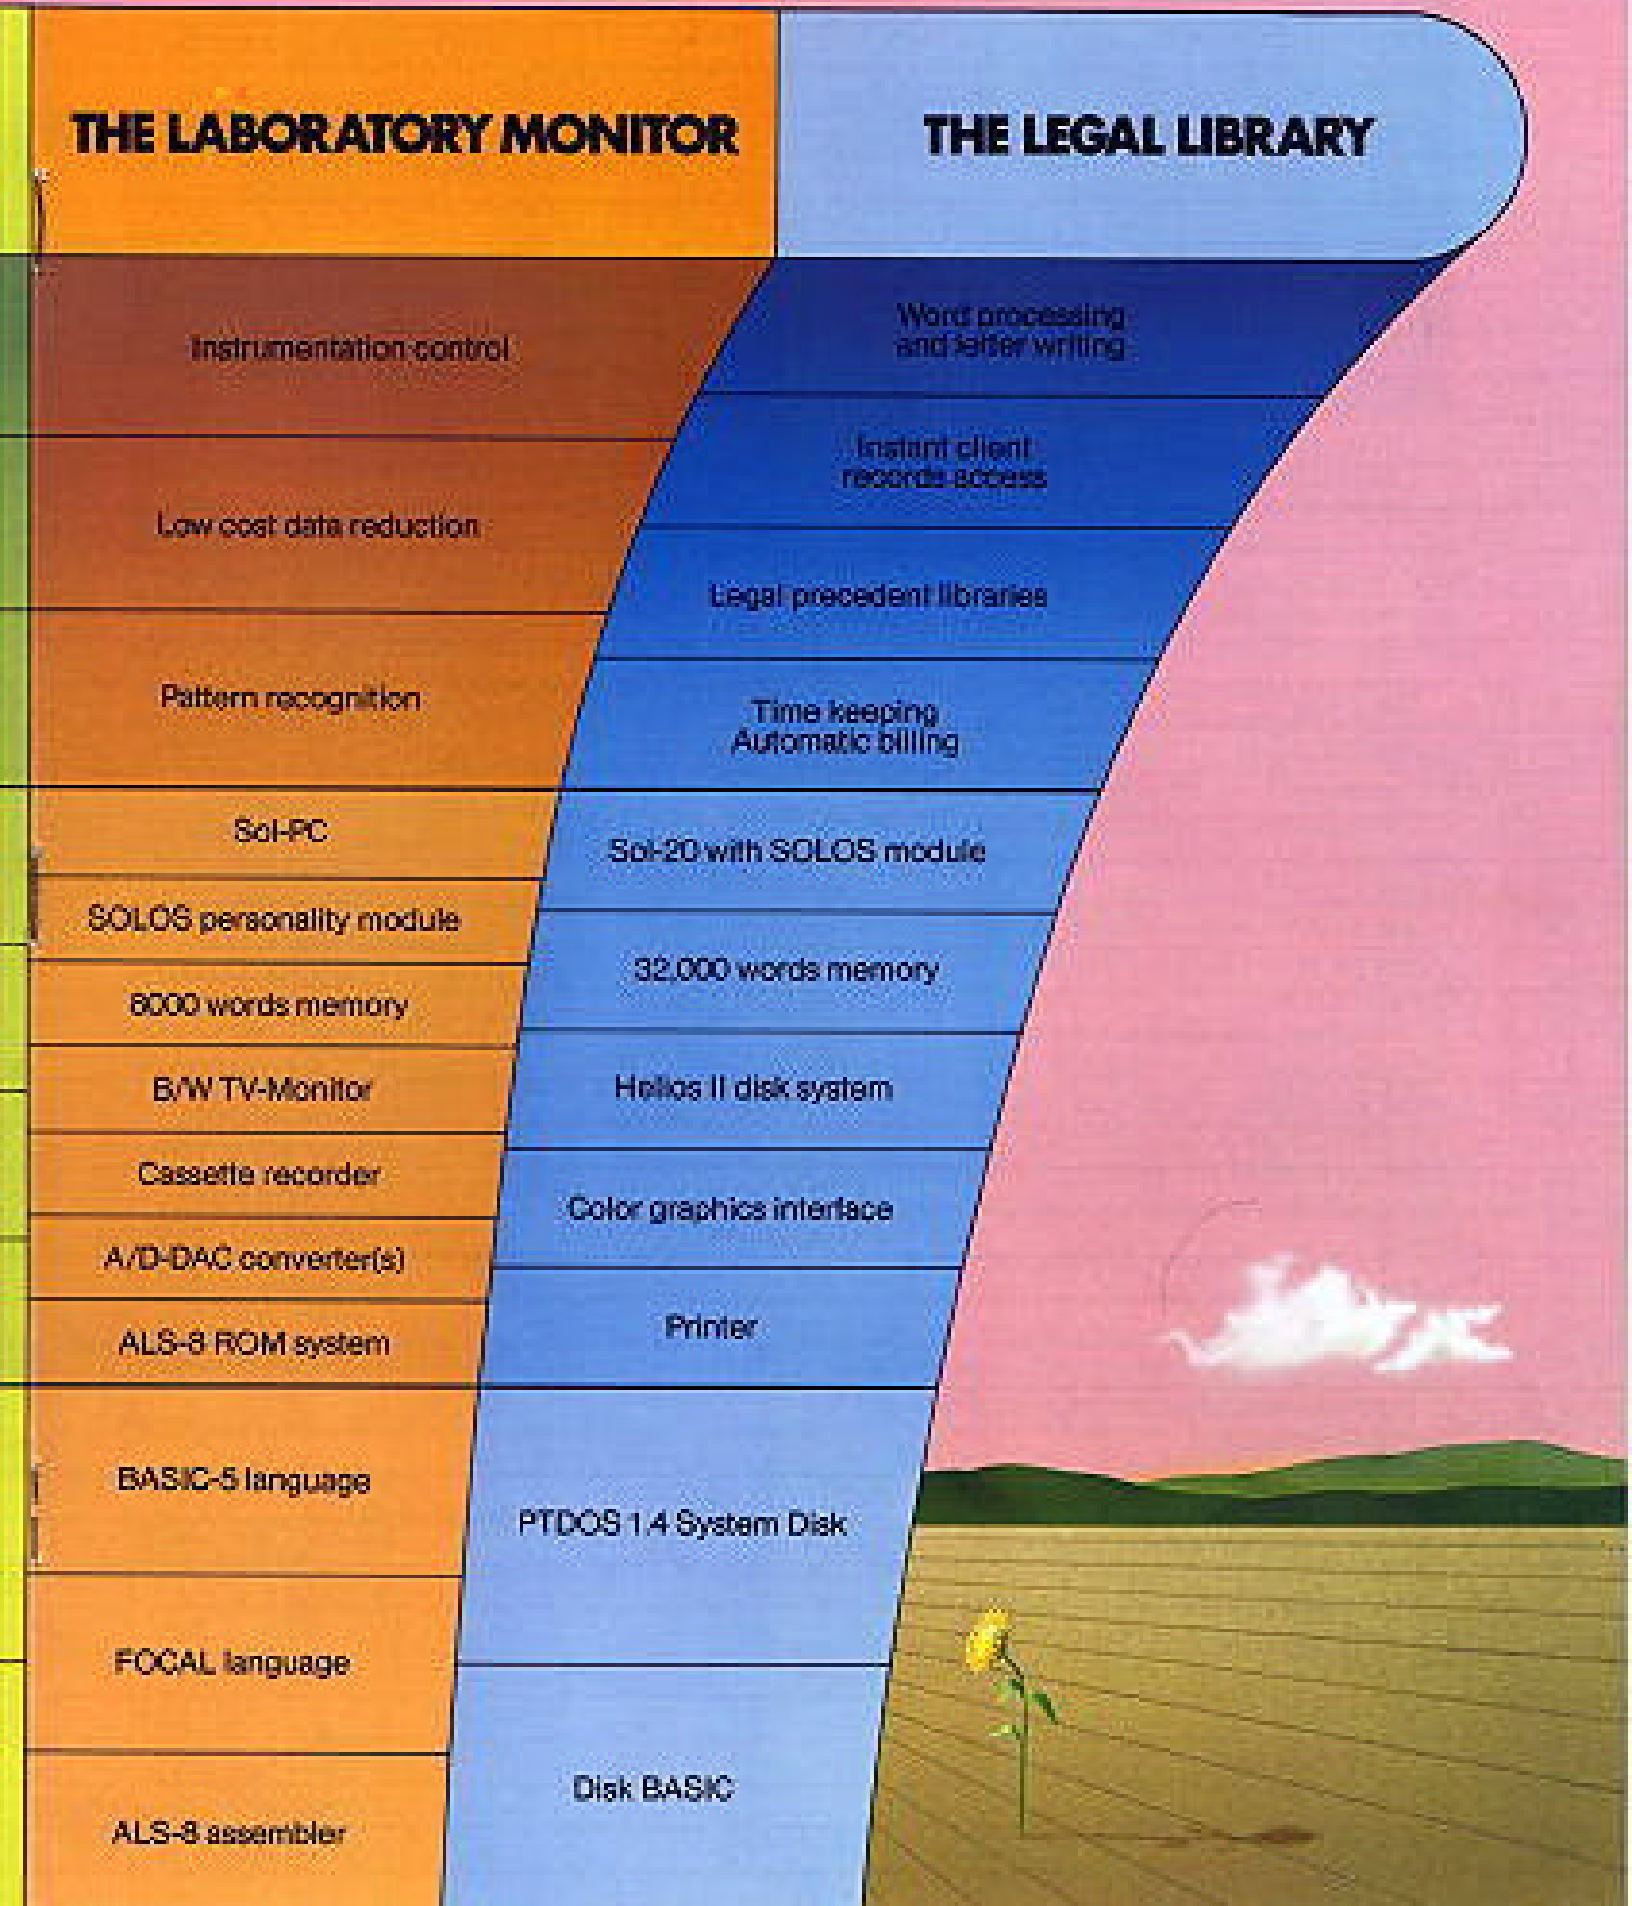 THE LABORATORY MONITOR
Instrumentation control
Low cost data reduction
Pattern recognition
Sol-PC
SOLOS personality module
8000 words memory
B/W TV-Monitor
Cassette recorder
A/D-DAC converter(s)
ALS-8 ROM system
BASIC-5 language
FOCAL language
ALS-8 assembler
THE LEGAL LIBRARY
Word processing
and letter writing
Instant client
records access
Legal precedent libraries
Time keeping
Automatic billing
Sol-20 with SOLOS module
32,000 words memory
Helios II disk system
Color graphics interface
Printer
PTDOS 1.4 System Disk
Disk BASIC